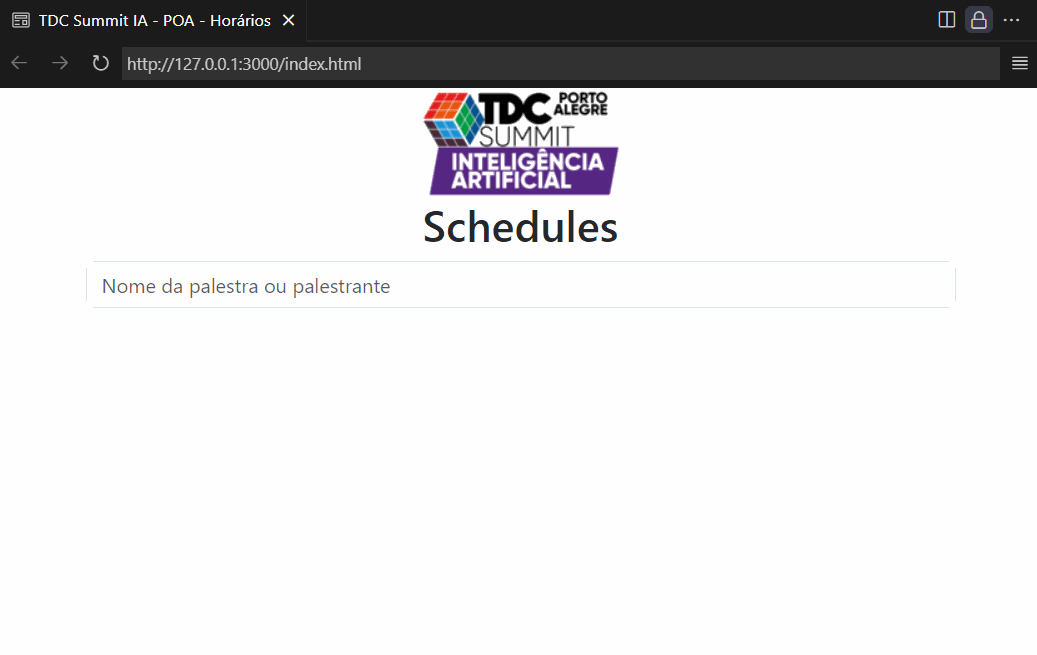 TDC Summit IA - POA - Horários
http://127.0.0.1:3000/index.html
TDC PORTO ALEGRE
SUMMIT
INTELIGÊNCIA
ARTIFICIAL
Schedules
Nome da palestra ou palestrante